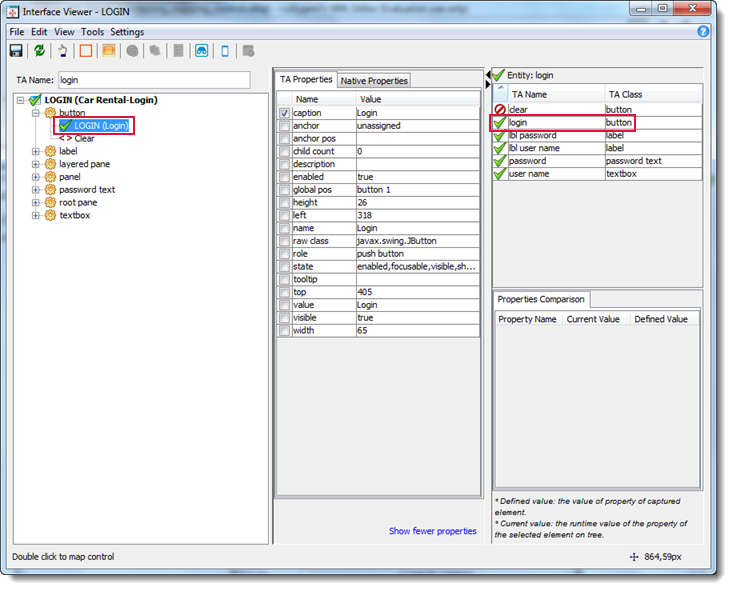 Interface Viewer - LOGIN
File Edit View Tools Settings
TA Name: login
LOGIN (Car Rental-Login)
button
LOGIN (Login)
< > Clear
label
layered pane
panel
password text
root pane
textbox
TA Properties Native Properties
Name Value
caption Login
anchor unassigned
anchor pos
child count 0
description
enabled true
global pos button 1
height 26
left 318
name Login
raw class javax.swing.JButton
role push button
state enabled,focusable,visible,sh...
tooltip
top 405
value Login
visible true
width 65
Show fewer properties
Entity: login
TA Name TA Class
clear button
login button
lbl password label
lbl user name label
password password text
user name textbox
Properties Comparison
Property Name Current Value Defined Value
* Defined value: the value of property of captured
element.
* Current value: the runtime value of the property of
the selected element on tree.
Double click to map control
864,59px